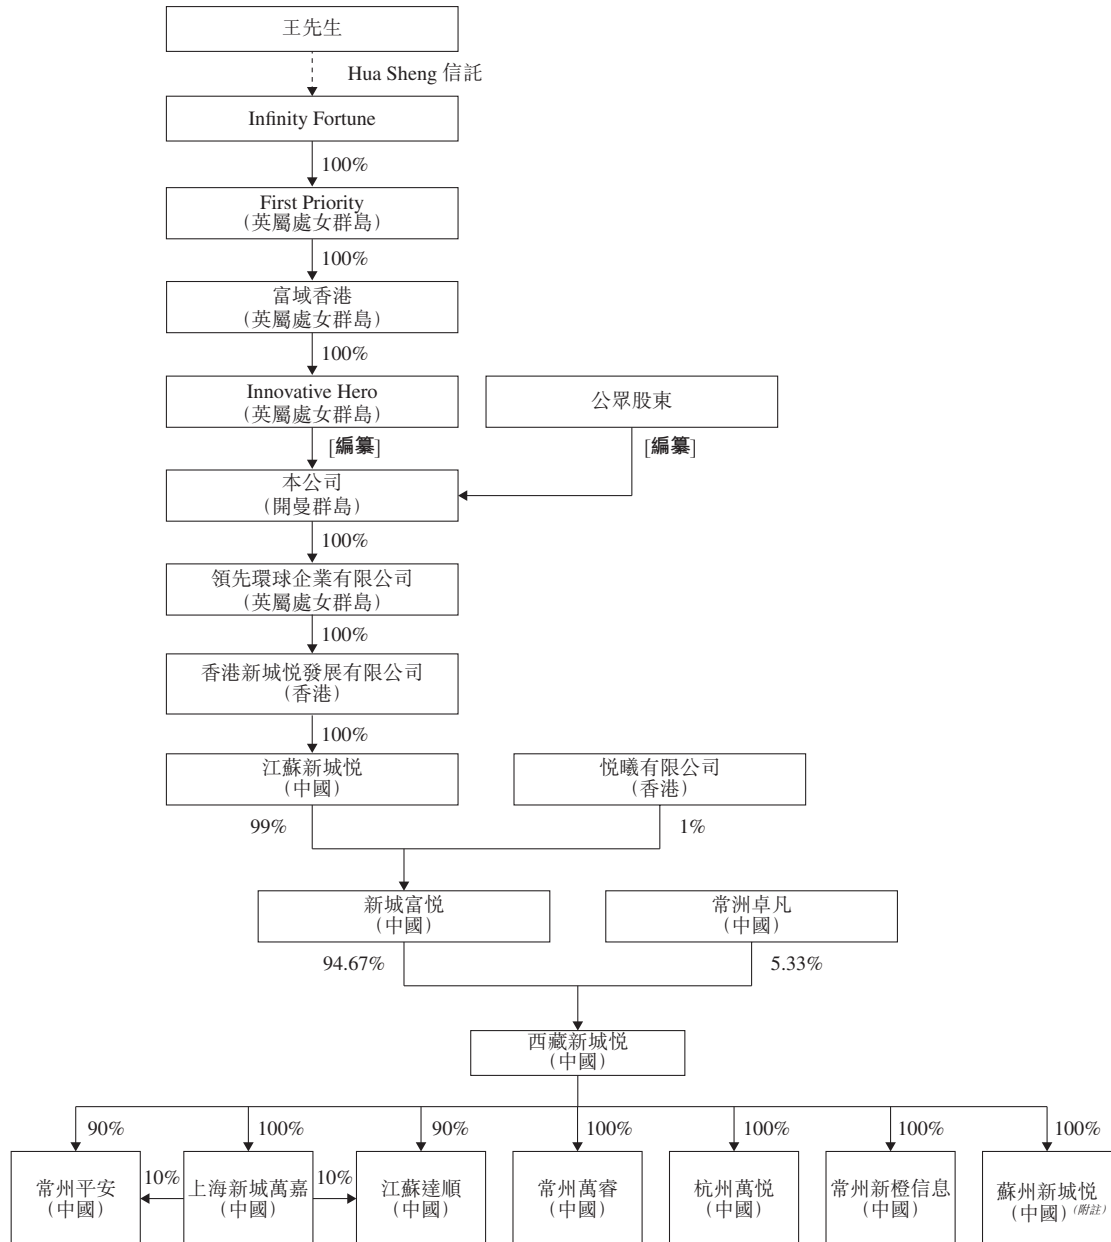 王先生
Hua Sheng 信託
Infinity Fortune
100%
First Priority
(英屬處女群島)
100%
富域香港
(英屬處女群島)
100%
Innovative Hero
(英屬處女群島)
公眾股東
[編纂]
[編纂]
本公司
(開曼群島)
100%
領先環球企業有限公司
(英屬處女群島)
100%
香港新城悅發展有限公司
(香港)
100%
江蘇新城悅
(中國)
悅曦有限公司
(香港)
99%
1%
新城富悅
(中國)
常洲卓凡
(中國)
94.67%
5.33%
西藏新城悅
(中國)
90%
100%
90%
100%
100%
100%
100%
常州平安
(中國)
10%
上海新城萬嘉
(中國)
10%
江蘇達順
(中國)
常州萬睿
(中國)
杭州萬悅
(中國)
常州新橙信息
(中國)
蘇州新城悅
(中國)(附註)